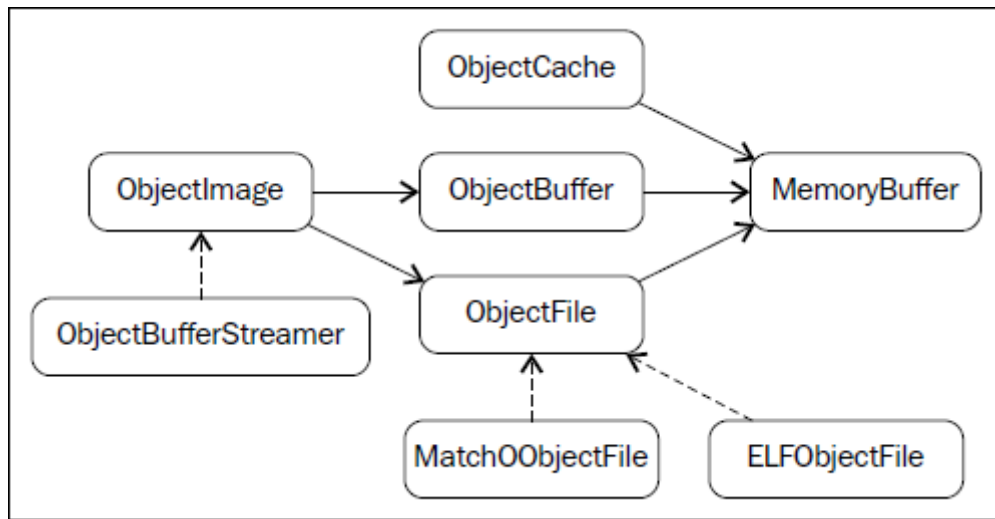 ObjectCache
ObjectImage
ObjectBuffer
MemoryBuffer
ObjectBufferStreamer
ObjectFile
MatchOObjectFile
ELFObjectFile